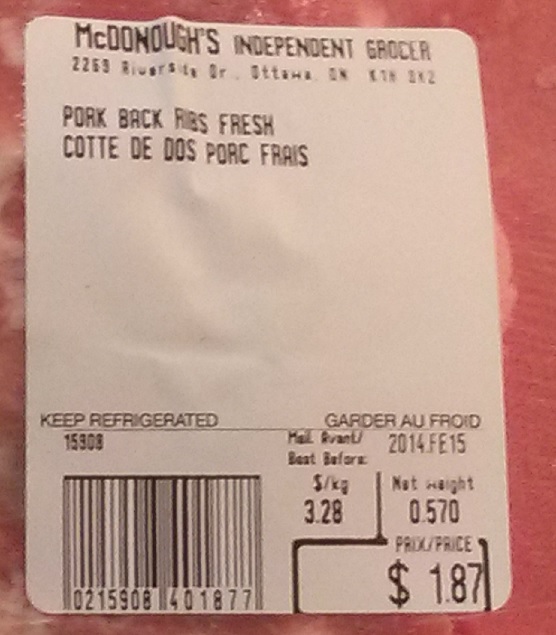 McDONOUGH'S INDEPENDENT GROCER
2269 Riverside Dr., Ottawa, ON K1H 8K2
PORK BACK RIBS FRESH
COTTE DE DOS PORC FRAIS
KEEP REFRIGERATED GARDER AU FROID
15908 Meil. Avant/ 2014.FE15
Best Before:
$/kg Net Weight
3.28 0.570
PRIX/PRICE
$ 1.87
0215908 401877